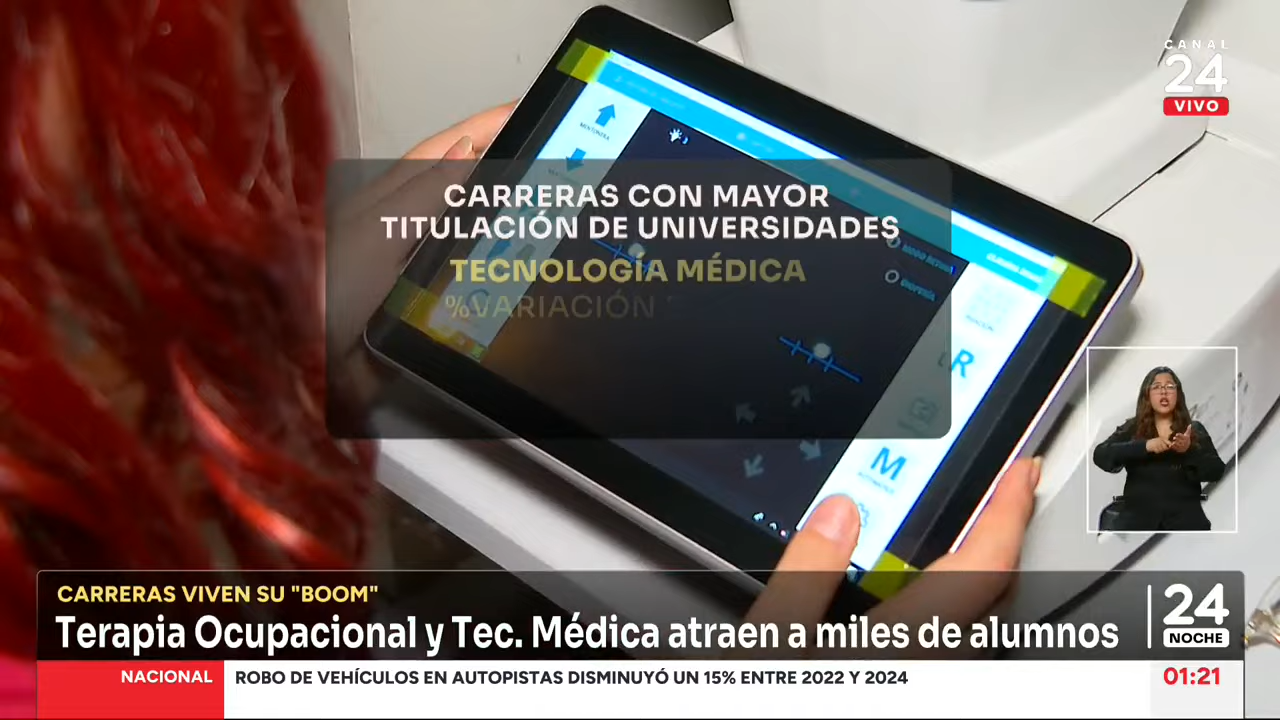 CANAL
24
VIVO
CARRERAS CON MAYOR
TITULACIÓN DE UNIVERSIDADES
TECNOLOGÍA MÉDICA
%VARIACIÓN
R
M
CARRERAS VIVEN SU "BOOM"
Terapia Ocupacional y Tec. Médica atraen a miles de alumnos
24
NOCHE
NACIONAL
ROBO DE VEHÍCULOS EN AUTOPISTAS DISMINUYÓ UN 15% ENTRE 2022 Y 2024
01:21